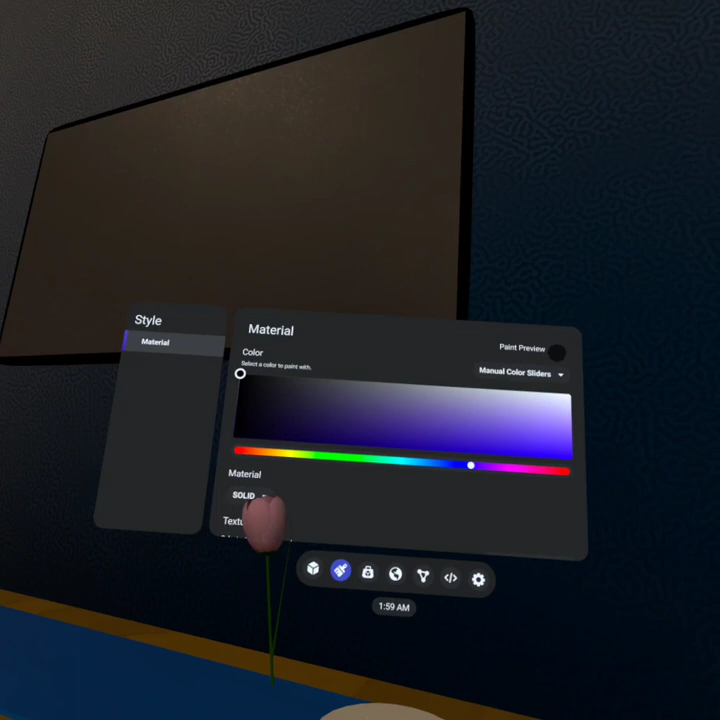 Style
Material
Material
Color
Select a color to paint with.
Paint Preview
Manual Color Sliders
Material
SOLID
1:59 AM